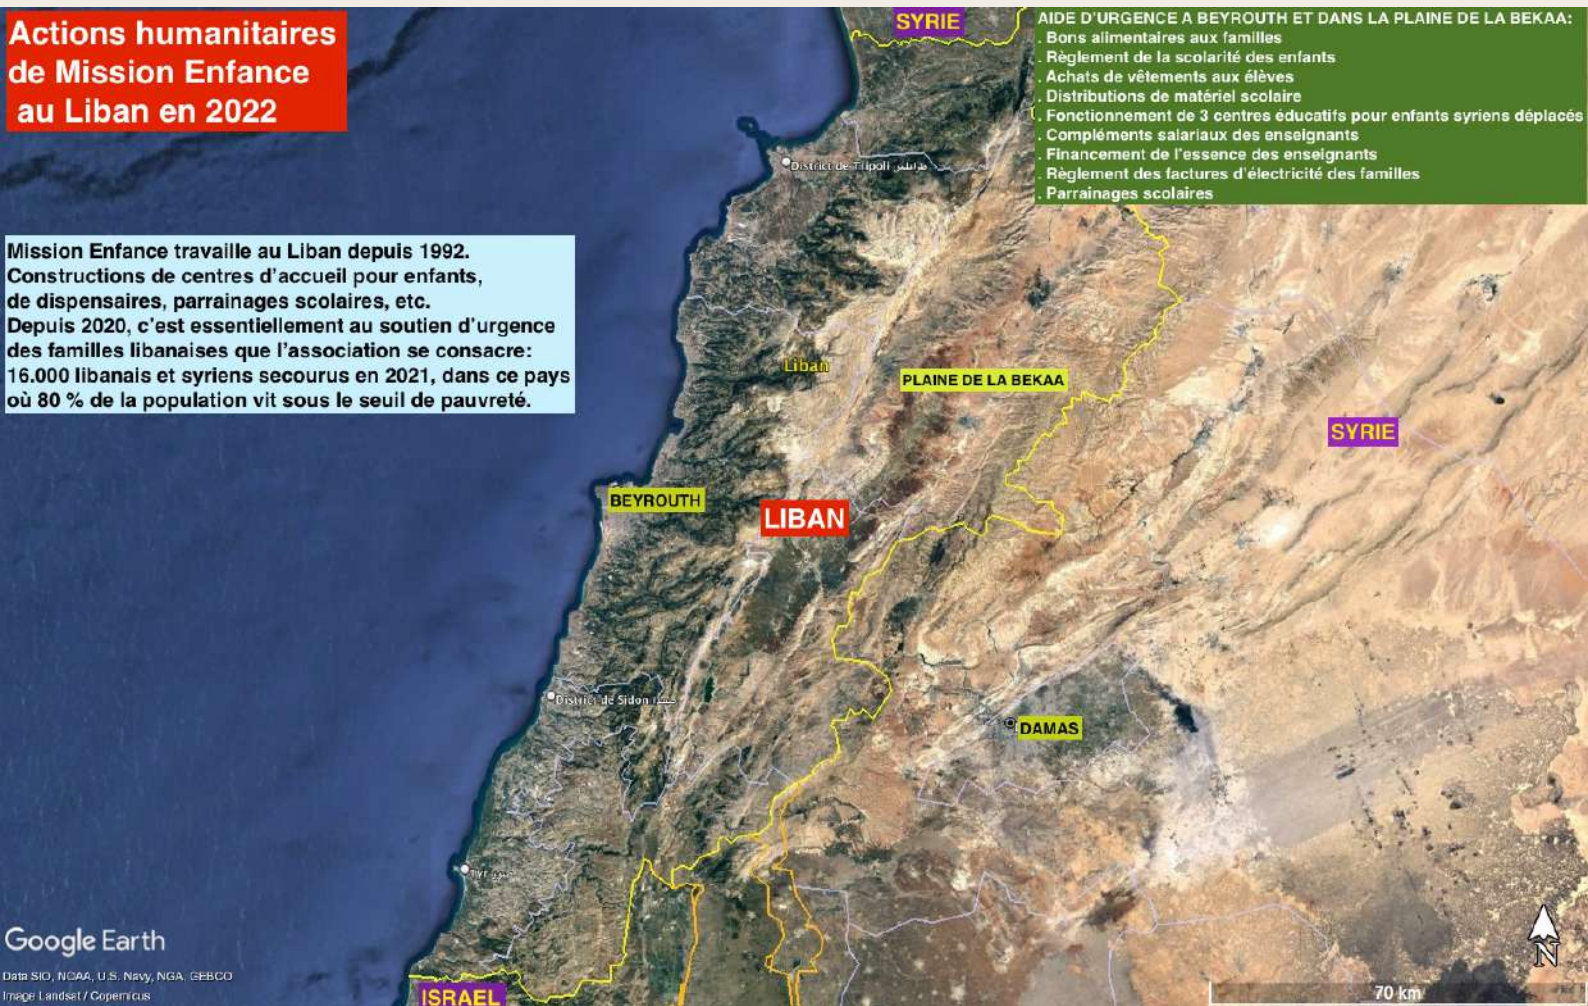 Actions humanitaires
de Mission Enfance
au Liban en 2022
SYRIE
AIDE D'URGENCE A BEYROUTH ET DANS LA PLAINE DE LA BEKAA:
. Bons alimentaires aux familles
. Règlement de la scolarité des enfants
. Achats de vêtements aux élèves
. Distributions de matériel scolaire
. Fonctionnement de 3 centres éducatifs pour enfants syriens déplacés
. Compléments salariaux des enseignants
. Financement de l'essence des enseignants
. Règlement des factures d'électricité des familles
. Parrainages scolaires
District de Tripoli طرابلس
Mission Enfance travaille au Liban depuis 1992.
Constructions de centres d'accueil pour enfants,
de dispensaires, parrainages scolaires, etc.
Depuis 2020, c'est essentiellement au soutien d'urgence
des familles libanaises que l'association se consacre:
16.000 libanais et syriens secourus en 2021, dans ce pays
où 80 % de la population vit sous le seuil de pauvreté.
Liban
PLAINE DE LA BEKAA
SYRIE
BEYROUTH
LIBAN
District de Sidon
DAMAS
Tyr صور
Google Earth
Data SIO, NOAA, U.S. Navy, NGA, GEBCO
Image Landsat / Copernicus
ISRAEL
N
70 km